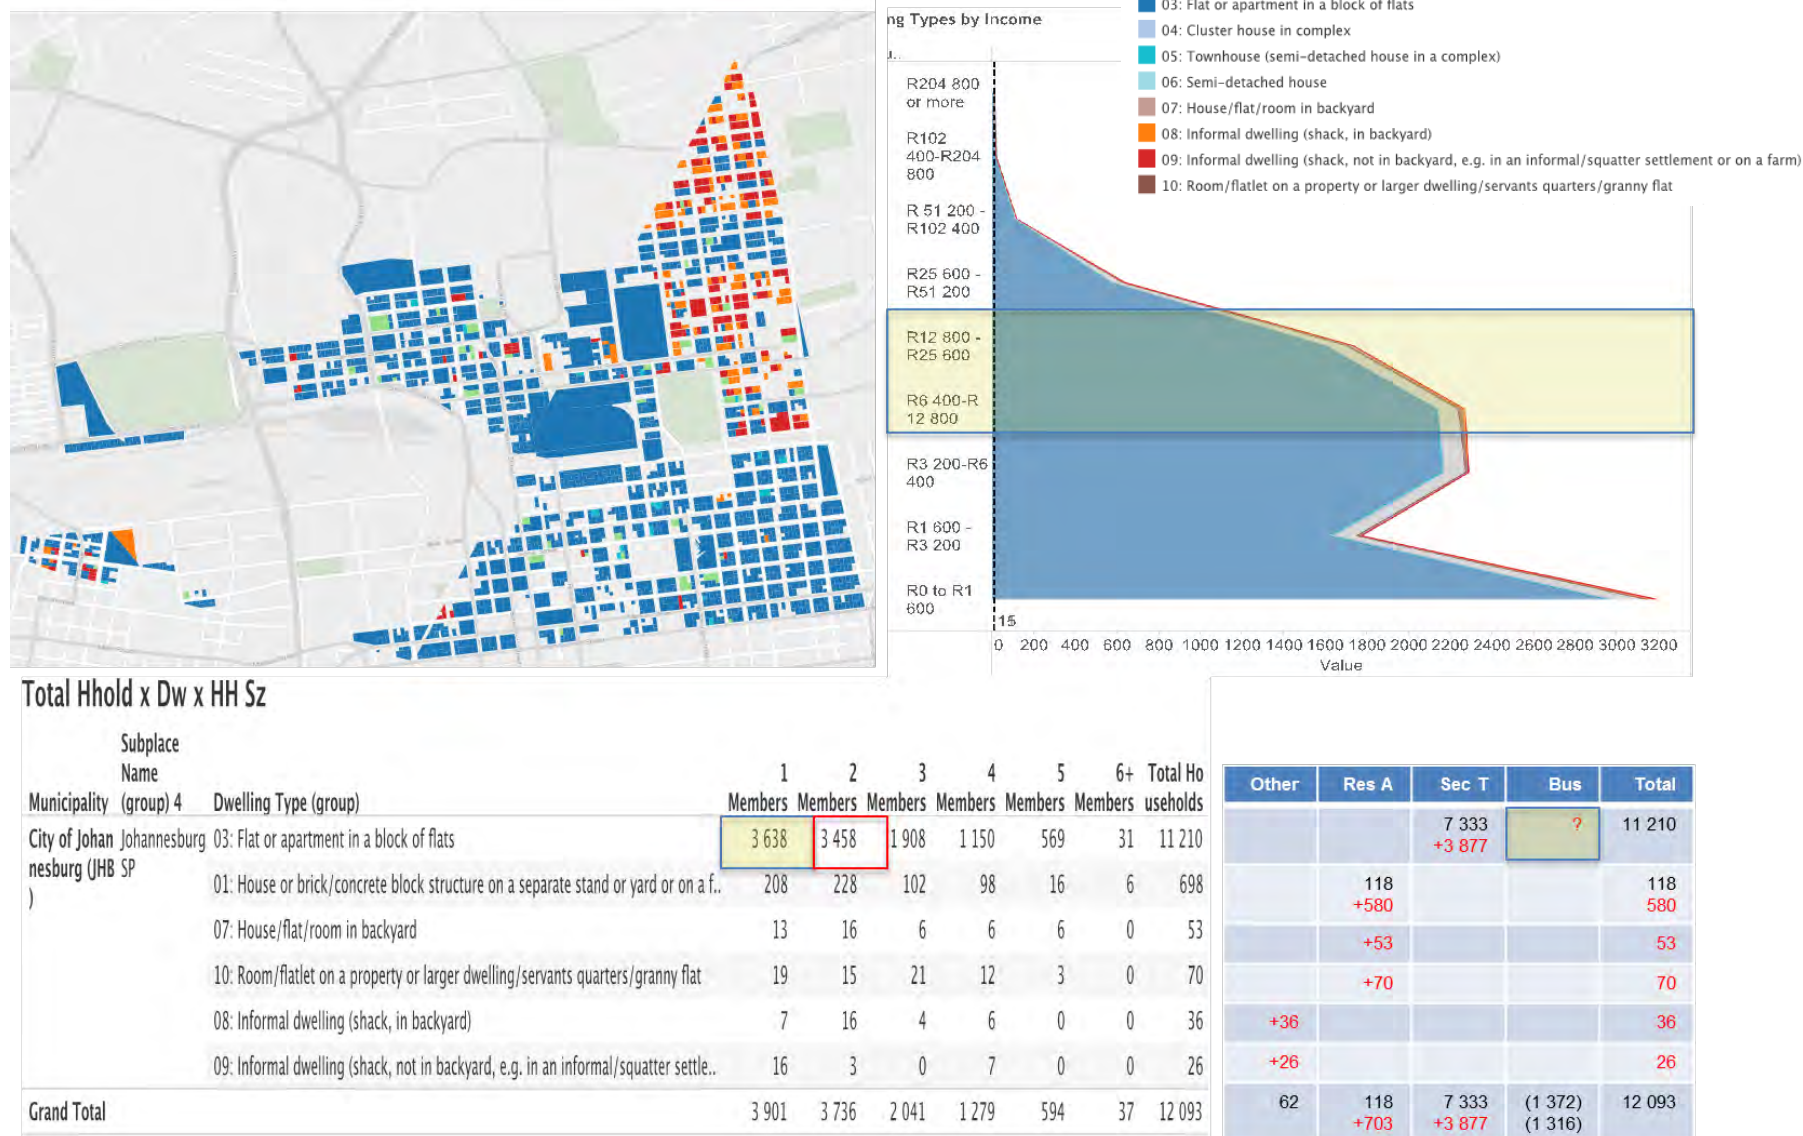 ng Types by Income
03: Flat or apartment in a block of flats
04: Cluster house in complex
05: Townhouse (semi-detached house in a complex)
06: Semi-detached house
07: House/flat/room in backyard
08: Informal dwelling (shack, in backyard)
09: Informal dwelling (shack, not in backyard, e.g. in an informal/squatter settlement or on a farm)
10: Room/flatlet on a property or larger dwelling/servants quarters/granny flat
R204 800
or more
R102
400-R204
800
R 51 200 -
R102 400
R25 600 -
R51 200
R12 800 -
R25 600
R6 400-R
12 800
R3 200-R6
400
R1 600 -
R3 200
R0 to R1
600
15
0 200 400 600 800 1000 1200 1400 1600 1800 2000 2200 2400 2600 2800 3000 3200
Value
Total Hhold x Dw x HH Sz
Subplace
Name
1 2 3 4 5 6+ Total Ho
Municipality (group) 4 Dwelling Type (group) Members Members Members Members Members Members useholds
City of Johan Johannesburg 03: Flat or apartment in a block of flats 3 638 3 458 1 908 1 150 569 31 11 210
nesburg (JHB SP
)
01: House or brick/concrete block structure on a separate stand or yard or on a f.. 208 228 102 98 16 6 698
07: House/flat/room in backyard 13 16 6 6 6 0 53
10: Room/flatlet on a property or larger dwelling/servants quarters/granny flat 19 15 21 12 3 0 70
08: Informal dwelling (shack, in backyard) 7 16 4 6 0 0 36
09: Informal dwelling (shack, not in backyard, e.g. in an informal/squatter settle.. 16 3 0 7 0 0 26
Grand Total 3 901 3 736 2 041 1 279 594 37 12 093
Other Res A Sec T Bus Total
7 333 ? 11 210
+3 877
118 118
+580 580
+53 53
+70 70
+36 36
+26 26
62 118 7 333 (1 372) 12 093
+703 +3 877 (1 316)